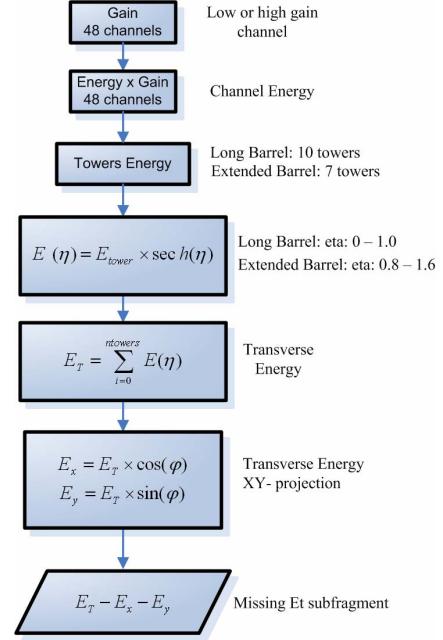 Gain
48 channels
Low or high gain
channel
Energy x Gain
48 channels
Channel Energy
Towers Energy
Long Barrel: 10 towers
Extended Barrel: 7 towers
E (η) = E_tower × sec h(η)
Long Barrel: eta: 0 – 1.0
Extended Barrel: eta: 0.8 – 1.6
E_T = ∑_{i=0}^{ntowers} E(η)
Transverse
Energy
E_x = E_T × cos(φ)
E_y = E_T × sin(φ)
Transverse Energy
XY- projection
E_T − E_x − E_y
Missing Et subfragment